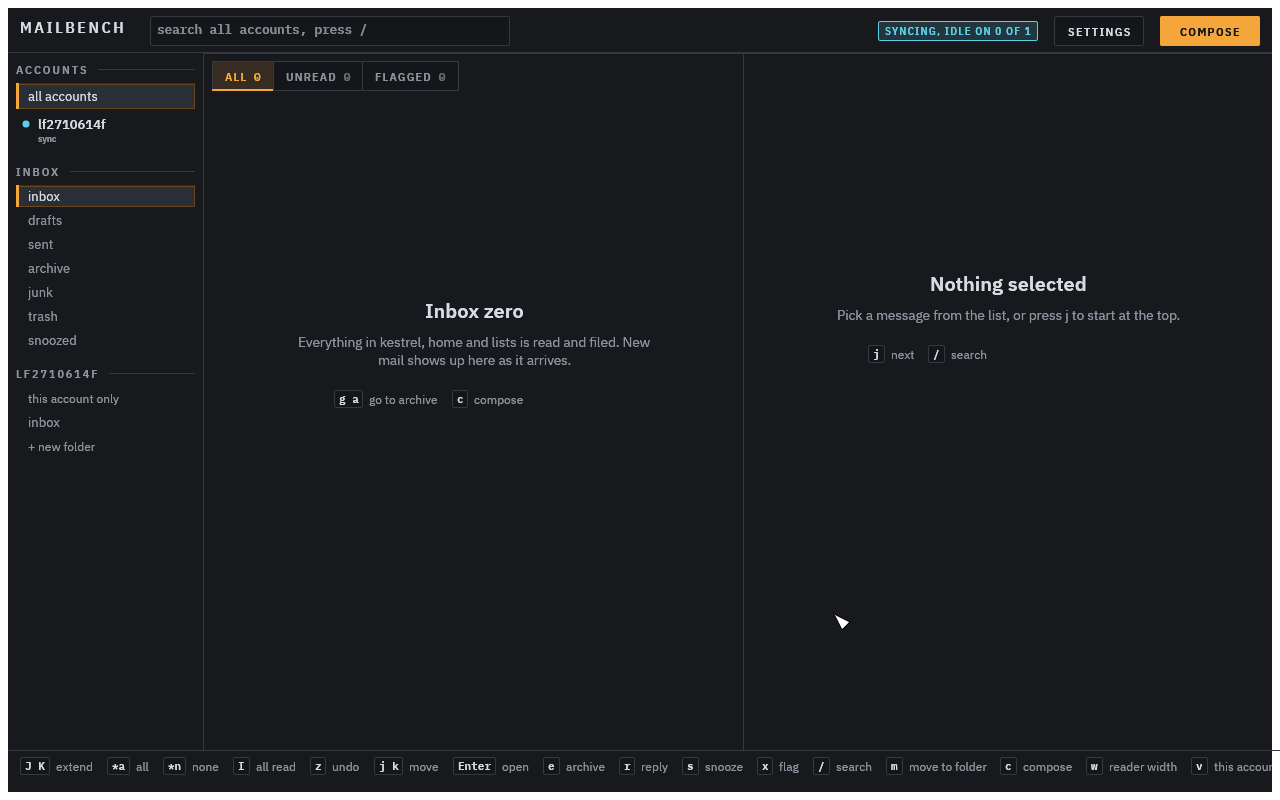 MAILBENCH
search all accounts, press /
SYNCING, IDLE ON 0 OF 1
SETTINGS
COMPOSE
ACCOUNTS
all accounts
lf2710614f
sync
INBOX
inbox
drafts
sent
archive
junk
trash
snoozed
LF2710614F
this account only
inbox
+ new folder
ALL 0 UNREAD 0 FLAGGED 0
Inbox zero
Everything in kestrel, home and lists is read and filed. New
mail shows up here as it arrives.
g a go to archive c compose
Nothing selected
Pick a message from the list, or press j to start at the top.
j next / search
J K extend *a all *n none I all read z undo j k move Enter open e archive r reply s snooze x flag / search m move to folder c compose w reader width v this accoun